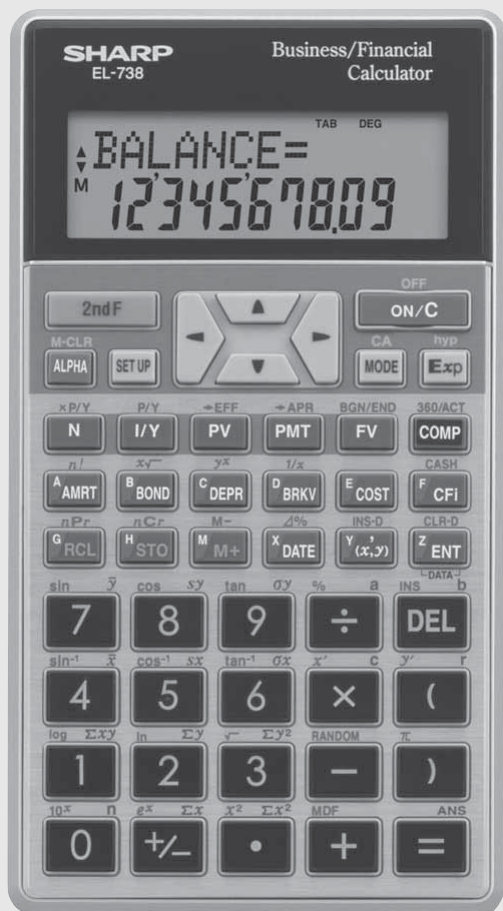 SHARP
EL-738
Business/Financial
Calculator
TAB DEG
BALANCE=
M
12'345'678.09
OFF
2ndF
ON/C
M-CLR
CA hyp
ALPHA SET UP MODE Exp
×P/Y P/Y →EFF →APR BGN/END 360/ACT
N I/Y PV PMT FV COMP
n! x√ yˣ 1/x CASH
A AMRT B BOND C DEPR D BRKV E COST F CFi
nPr nCr M− Δ% INS-D CLR-D
G RCL H STO M M+ X DATE Y (x,y) Z ENT
DATA
sin ȳ cos sy tan σy % a INS b
7 8 9 ÷ DEL
sin⁻¹ x̄ cos⁻¹ sx tan⁻¹ σx x' c y' r
4 5 6 × (
log Σxy ln Σy √ Σy² RANDOM π
1 2 3 − )
10ˣ n eˣ Σx x² Σx² MDF ANS
0 +/− • + =